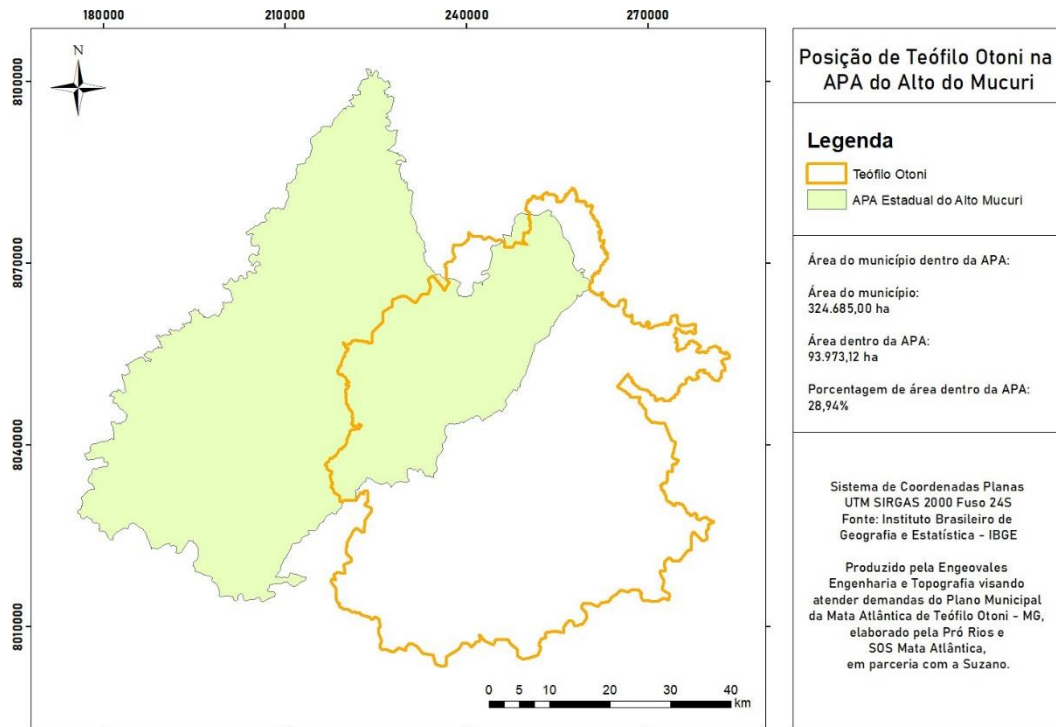 180000 210000 240000 270000
N
8100000
8070000
8040000
8010000
0 5 10 20 30 40
km
Posição de Teófilo Otoni na
APA do Alto do Mucuri
Legenda
Teófilo Otoni
APA Estadual do Alto Mucuri
Área do município dentro da APA:
Área do município:
324.685,00 ha
Área dentro da APA:
93.973,12 ha
Porcentagem de área dentro da APA:
28,94%
Sistema de Coordenadas Planas
UTM SIRGAS 2000 Fuso 24S
Fonte: Instituto Brasileiro de
Geografia e Estatística - IBGE
Produzido pela Engeovales
Engenharia e Topografia visando
atender demandas do Plano Municipal
da Mata Atlântica de Teófilo Otoni - MG,
elaborado pela Pró Rios e
SOS Mata Atlântica,
em parceria com a Suzano.